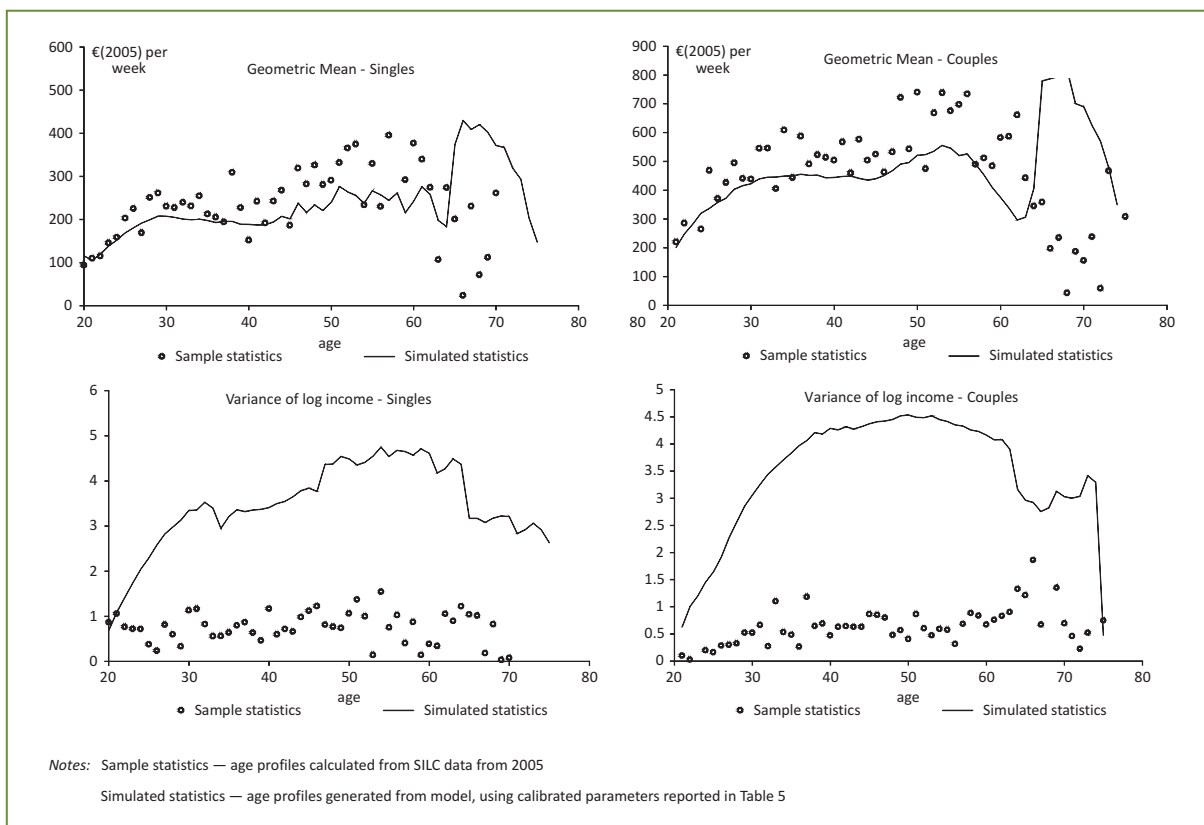 €(2005) per
week
Geometric Mean - Singles
600
500
400
300
200
100
0
20 30 40 50 60 70 80
age
Sample statistics Simulated statistics
€(2005) per
week
Geometric Mean - Couples
900
800
700
600
500
400
300
200
100
0
80 20 30 40 50 60 70 80
age
Sample statistics Simulated statistics
Variance of log income - Singles
6
5
4
3
2
1
0
20 30 40 50 60 70 80
age
Sample statistics Simulated statistics
Variance of log income - Couples
5
4.5
4
3.5
3
2.5
2
1.5
1
0.5
0
20 30 40 50 60 70 80
age
Sample statistics Simulated statistics
Notes: Sample statistics — age profiles calculated from SILC data from 2005
Simulated statistics — age profiles generated from model, using calibrated parameters reported in Table 5